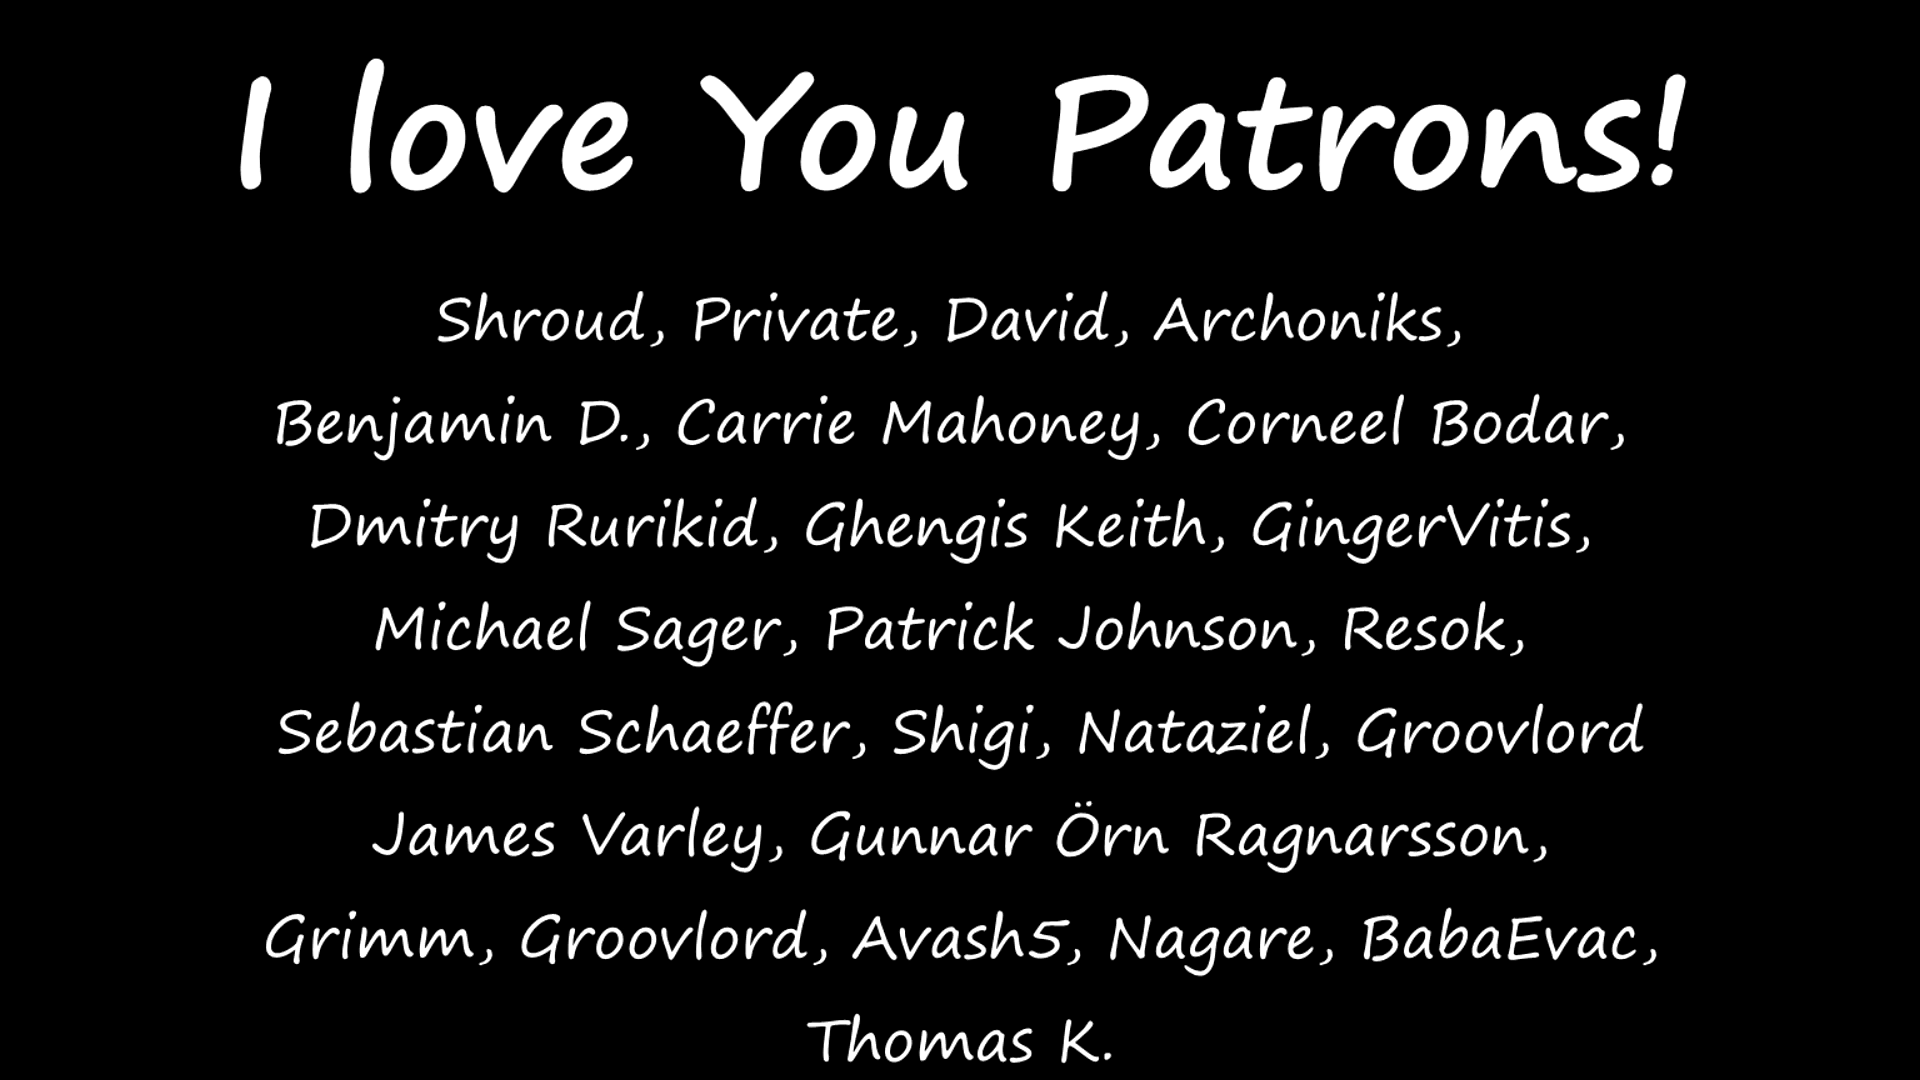 I love You Patrons!
Shroud, Private, David, Archoniks,
Benjamin D., Carrie Mahoney, Corneel Bodar,
Dmitry Rurikid, Ghengis Keith, GingerVitis,
Michael Sager, Patrick Johnson, Resok,
Sebastian Schaeffer, Shigi, Nataziel, Groovlord
James Varley, Gunnar Örn Ragnarsson,
Grimm, Groovlord, Avash5, Nagare, BabaEvac,
Thomas K.